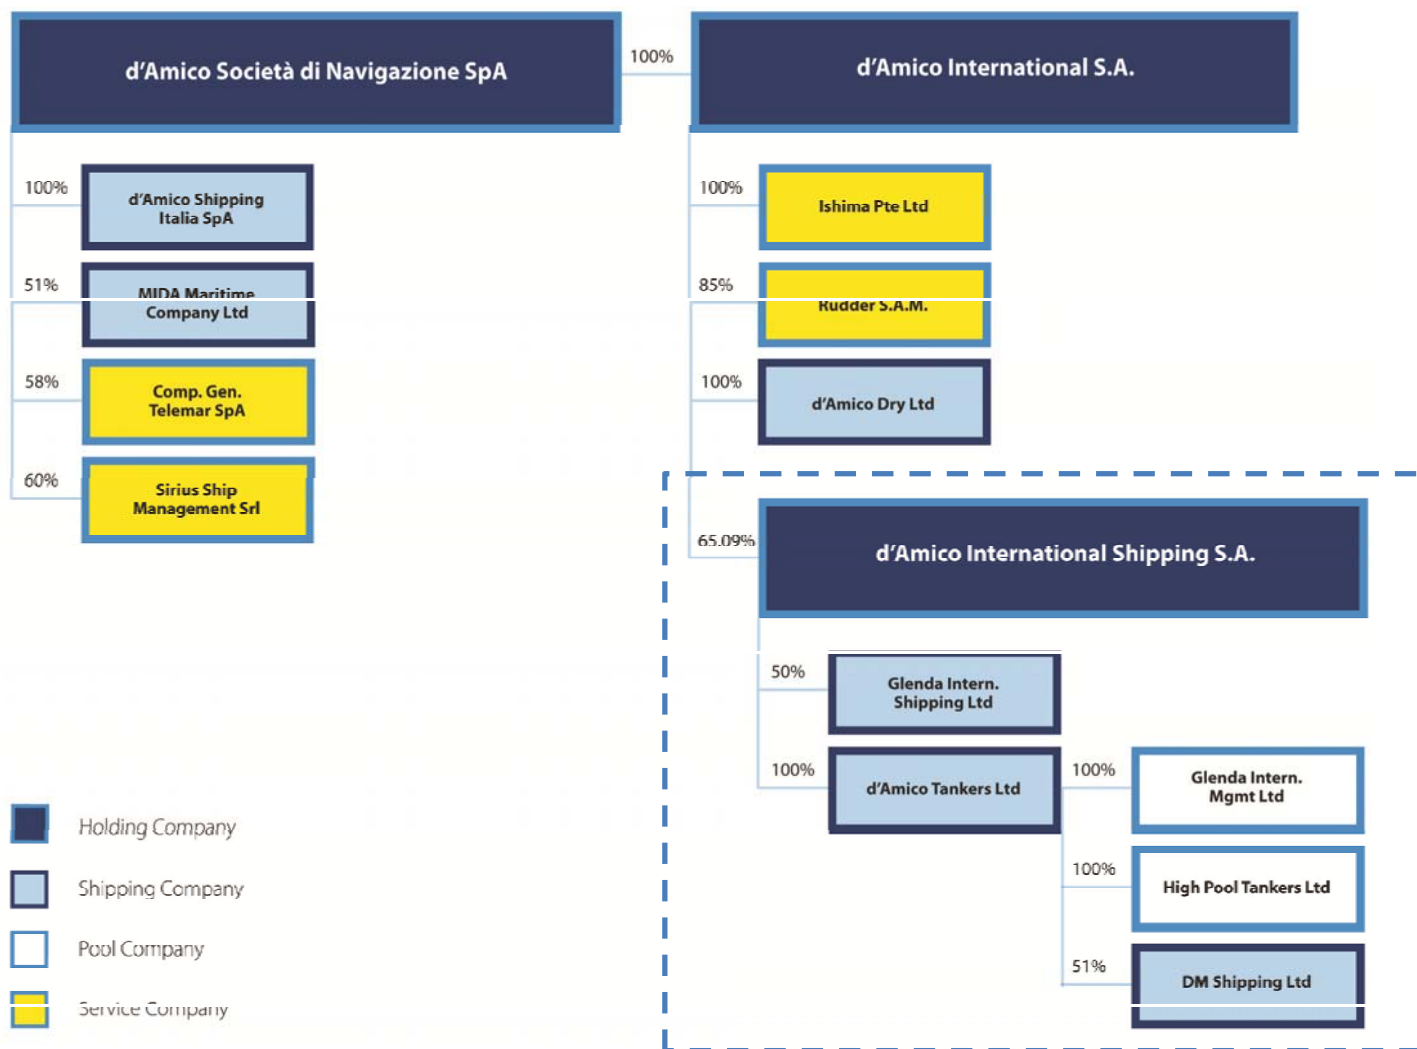 d'Amico Società di Navigazione SpA
100%
d'Amico International S.A.
100%
d'Amico Shipping
Italia SpA
51%
MIDA Maritime
Company Ltd
58%
Comp. Gen.
Telemar SpA
60%
Sirius Ship
Management Srl
100%
Ishima Pte Ltd
85%
Rudder S.A.M.
100%
d'Amico Dry Ltd
65.09%
d'Amico International Shipping S.A.
50%
Glenda Intern.
Shipping Ltd
100%
d'Amico Tankers Ltd
100%
Glenda Intern.
Mgmt Ltd
100%
High Pool Tankers Ltd
51%
DM Shipping Ltd
Holding Company
Shipping Company
Pool Company
Service Company